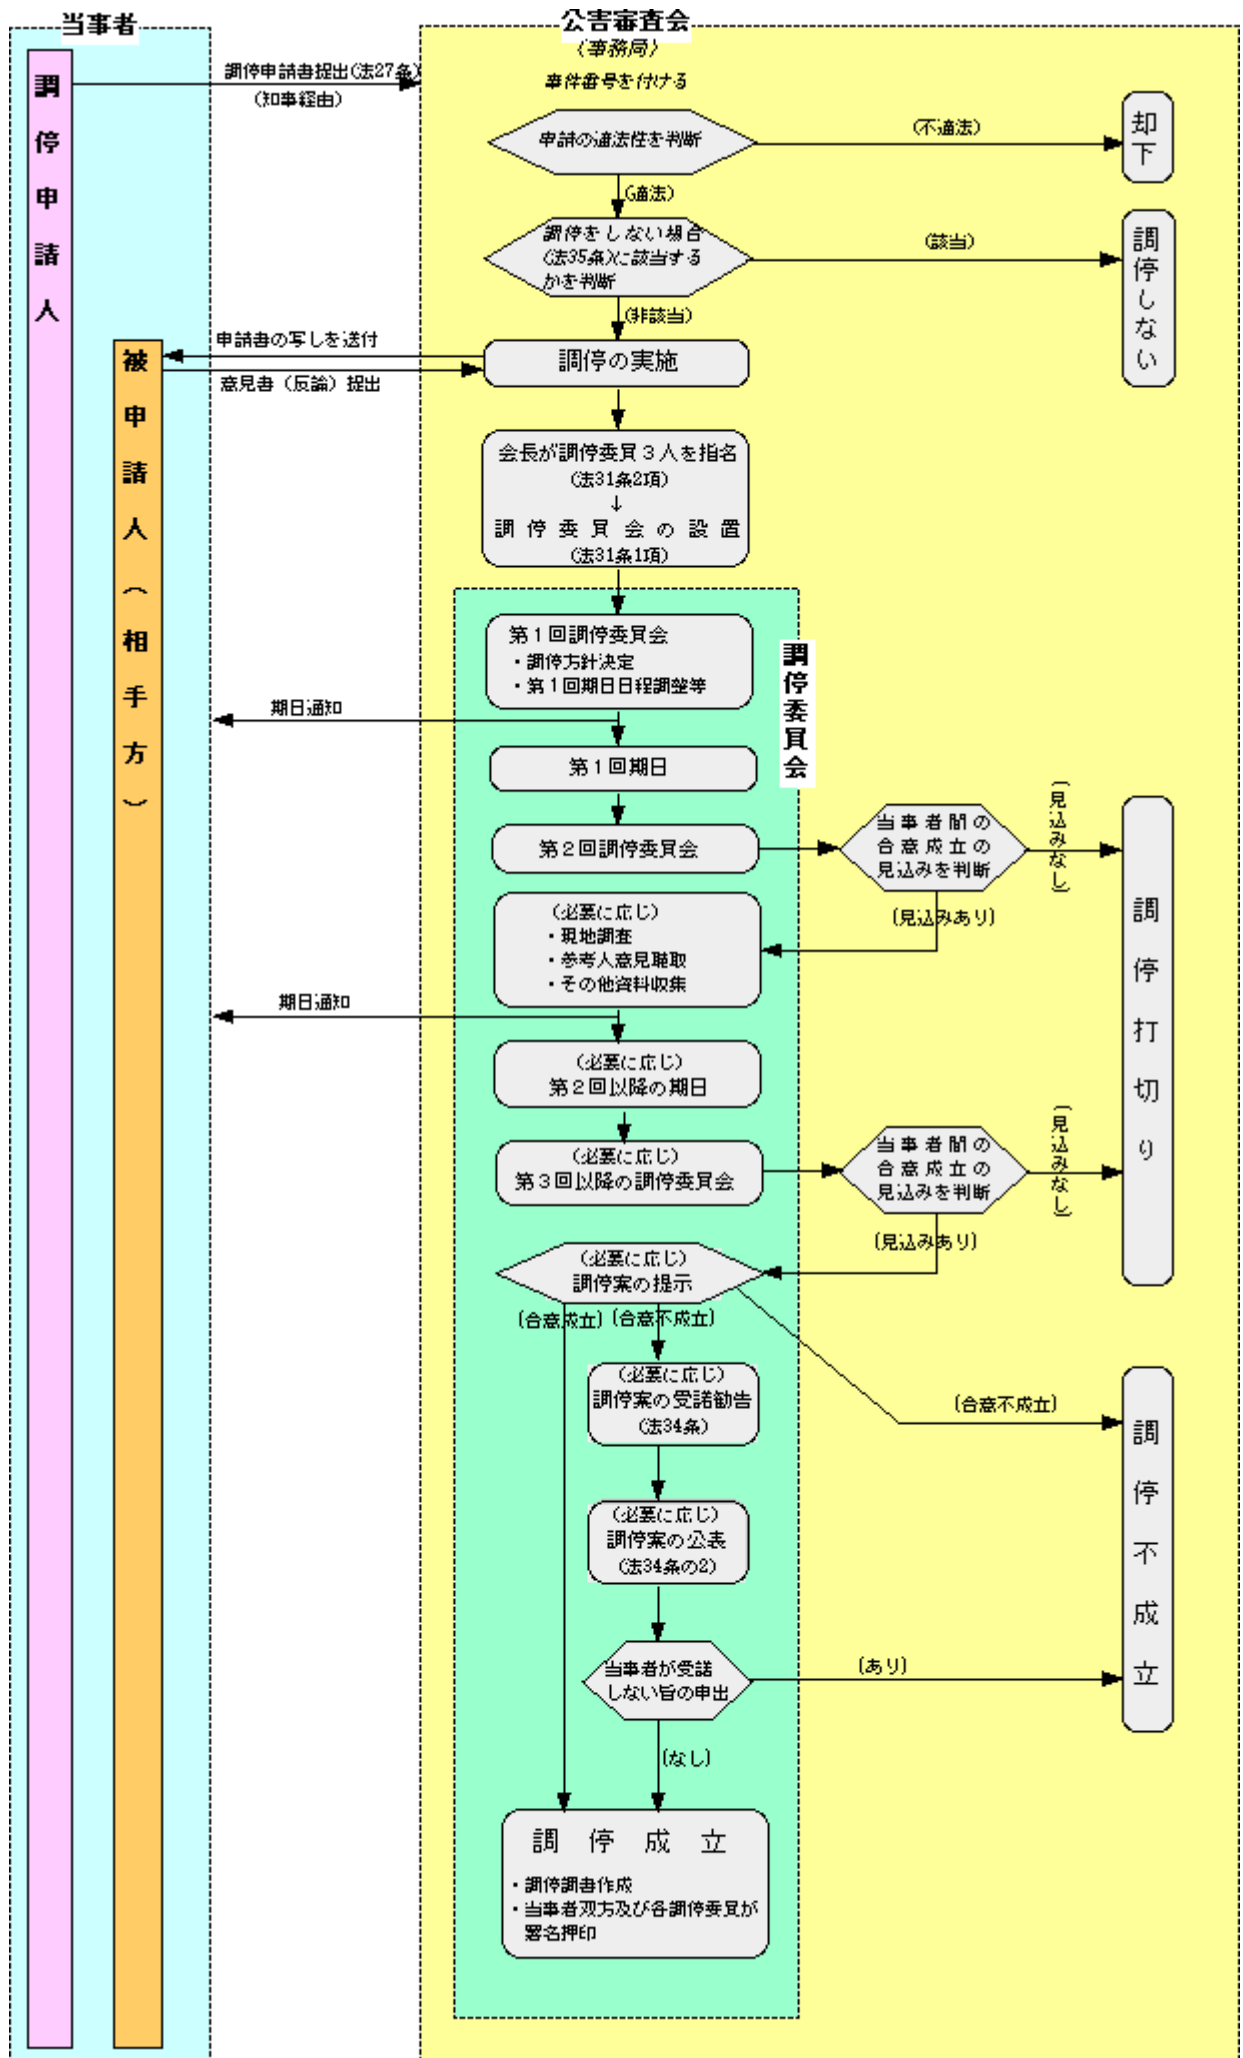 当事者
公害審査会
(事務局)
事件番号を付ける
調停申請人
調停申請書提出(法27条)
(知事経由)
申請の適法性を判断
(不適法)
却下
(適法)
調停をしない場合
(法35条)に該当する
かを判断
(該当)
調停しない
(非該当)
被申請人(相手方)
申請書の写しを送付
意見書(反論)提出
調停の実施
会長が調停委員3人を指名
(法31条2項)
↓
調停委員会の設置
(法31条1項)
調停委員会
第1回調停委員会
・調停方針決定
・第1回期日日程調整等
期日通知
第1回期日
第2回調停委員会
当事者間の
合意成立の
見込みを判断
(見込みなし)
調停打切り
(見込みあり)
(必要に応じ)
・現地調査
・参考人意見聴取
・その他資料収集
期日通知
(必要に応じ)
第2回以降の期日
(必要に応じ)
第3回以降の調停委員会
当事者間の
合意成立の
見込みを判断
(見込みなし)
(見込みあり)
(必要に応じ)
調停案の提示
(合意成立)
(合意不成立)
(合意不成立)
調停不成立
(必要に応じ)
調停案の受諾勧告
(法34条)
(必要に応じ)
調停案の公表
(法34条の2)
当事者が受諾
しない旨の申出
(あり)
(なし)
調停成立
・調停調書作成
・当事者双方及び各調停委員が
署名押印